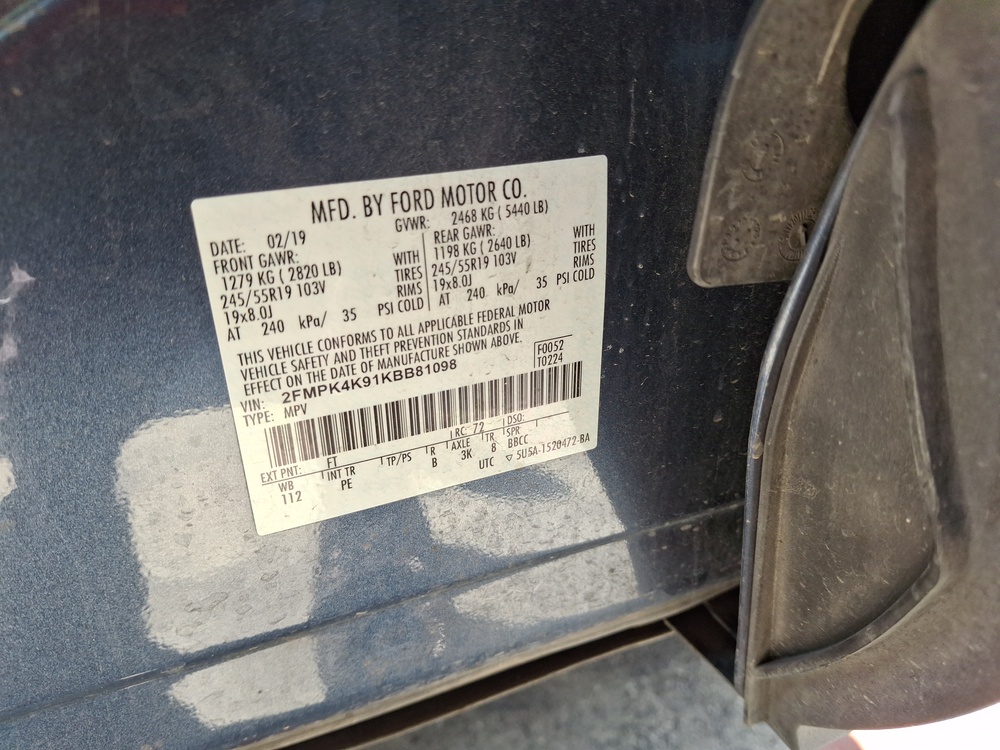 MFD. BY FORD MOTOR CO.
DATE: 02/19 GVWR: 2468 KG ( 5440 LB)
FRONT GAWR: REAR GAWR:
1279 KG ( 2820 LB) WITH 1198 KG ( 2640 LB) WITH
245/55R19 103V TIRES 245/55R19 103V TIRES
19x8.0J RIMS 19x8.0J RIMS
AT 240 kPa/ 35 PSI COLD AT 240 kPa/ 35 PSI COLD
THIS VEHICLE CONFORMS TO ALL APPLICABLE FEDERAL MOTOR
VEHICLE SAFETY AND THEFT PREVENTION STANDARDS IN
EFFECT ON THE DATE OF MANUFACTURE SHOWN ABOVE.
F0052
T0224
VIN: 2FMPK4K91KBB81098
TYPE: MPV
EXT PNT: FT RC: 72 DSO:
WB INT TR TP/PS R AXLE TR SPR
112 PE B 3K 8 BBCC
UTC ▽ 5U5A-1520472-BA